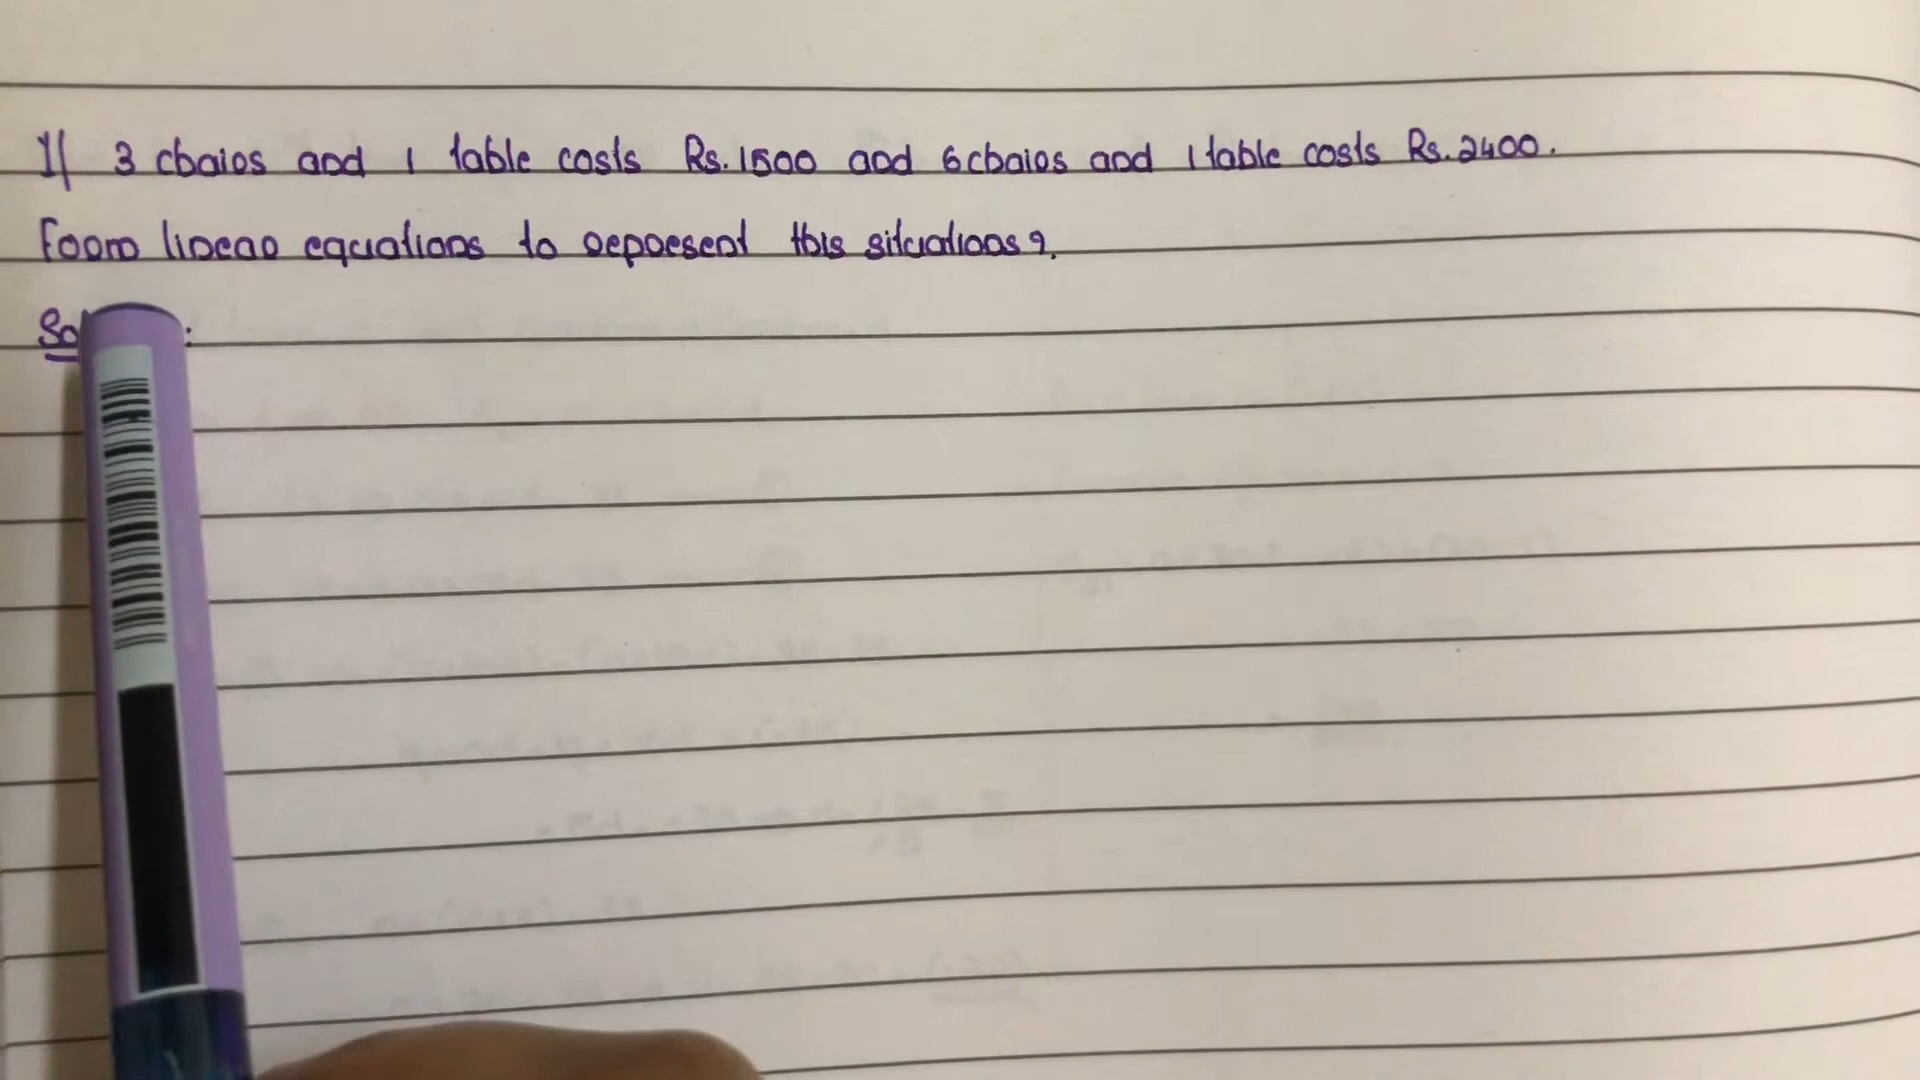 If 3 chairs and 1 table costs Rs. 1500 and 6 chairs and 1 table costs Rs. 2400.
Form linear equations to represent this situations?